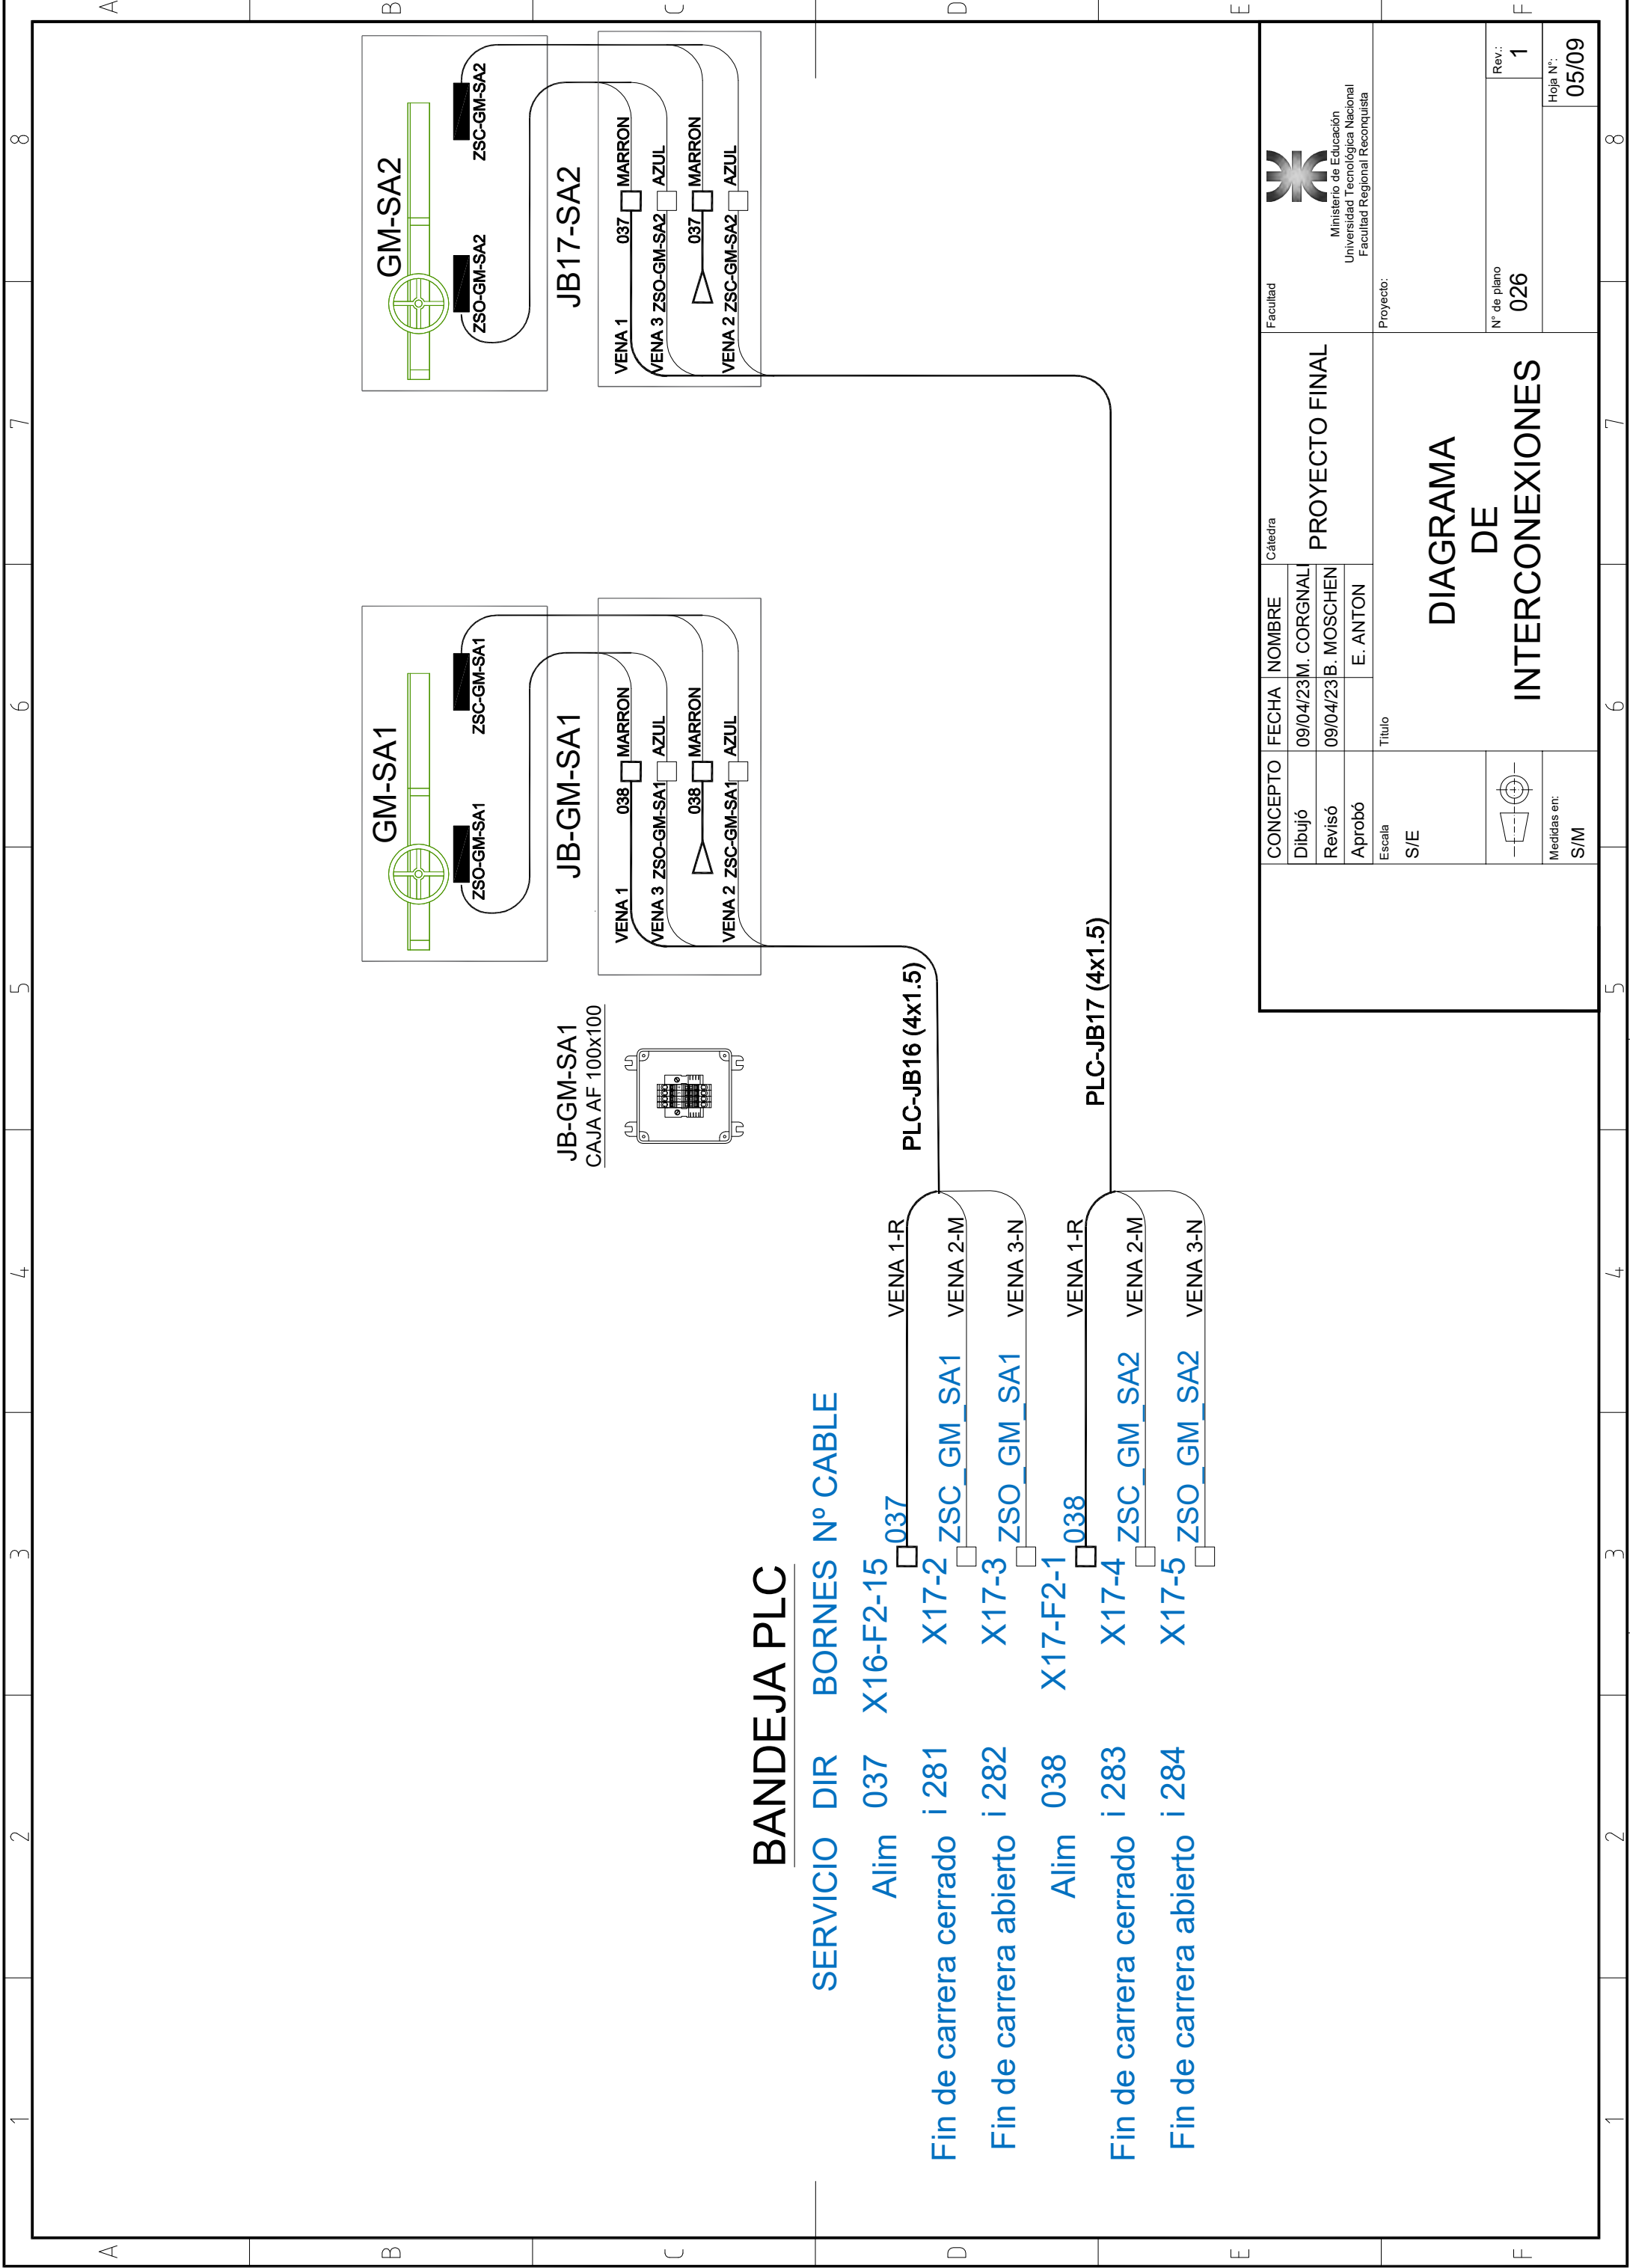 1 2 3 4 5 6 7 8
A
B
C
D
E
F
GM-SA1
ZSO-GM-SA1
ZSC-GM-SA1
GM-SA2
ZSO-GM-SA2
ZSC-GM-SA2
JB-GM-SA1
CAJA AF 100x100
JB-GM-SA1
VENA 1 038 MARRON
VENA 3 ZSO-GM-SA1 AZUL
038 MARRON
VENA 2 ZSC-GM-SA1 AZUL
JB17-SA2
VENA 1 037 MARRON
VENA 3 ZSO-GM-SA2 AZUL
037 MARRON
VENA 2 ZSC-GM-SA2 AZUL
BANDEJA PLC
SERVICIO DIR BORNES Nº CABLE
Alim 037 X16-F2-15 037 VENA 1-R
Fin de carrera cerrado i 281 X17-2 ZSC_GM_SA1 VENA 2-M
Fin de carrera abierto i 282 X17-3 ZSO_GM_SA1 VENA 3-N
Alim 038 X17-F2-1 038 VENA 1-R
Fin de carrera cerrado i 283 X17-4 ZSC_GM_SA2 VENA 2-M
Fin de carrera abierto i 284 X17-5 ZSO_GM_SA2 VENA 3-N
PLC-JB16 (4x1.5)
PLC-JB17 (4x1.5)
CONCEPTO FECHA NOMBRE
Dibujó 09/04/23 M. CORGNALI
Revisó 09/04/23 B. MOSCHEN
Aprobó E. ANTON
Cátedra
PROYECTO FINAL
Facultad
Ministerio de Educación
Universidad Tecnológica Nacional
Facultad Regional Reconquista
Escala
S/E
Titulo
DIAGRAMA
DE
INTERCONEXIONES
Proyecto:
N° de plano
026
Rev.:
1
Medidas en:
S/M
Hoja N°:
05/09
A
B
C
D
E
F
1 2 3 4 5 6 7 8